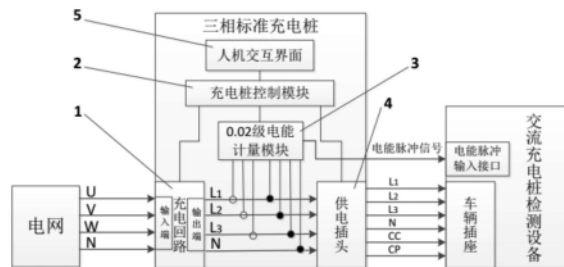 三相标准充电桩
5
人机交互界面
2
充电桩控制模块
3
0.02级电能
计量模块
4
1
电能脉冲信号
电能脉冲
输入接口
交流充电桩检测设备
电网
U
V
W
N
输入端
充电回路
输出端
L1
L2
L3
N
供电插头
L1
L2
L3
N
CC
CP
车辆插座